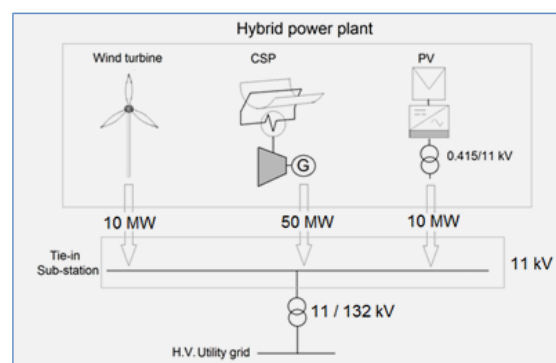 Hybrid power plant
Wind turbine CSP PV
G
0.415/11 kV
10 MW 50 MW 10 MW
Tie-in
Sub-station
11 kV
11 / 132 kV
H.V. Utility grid